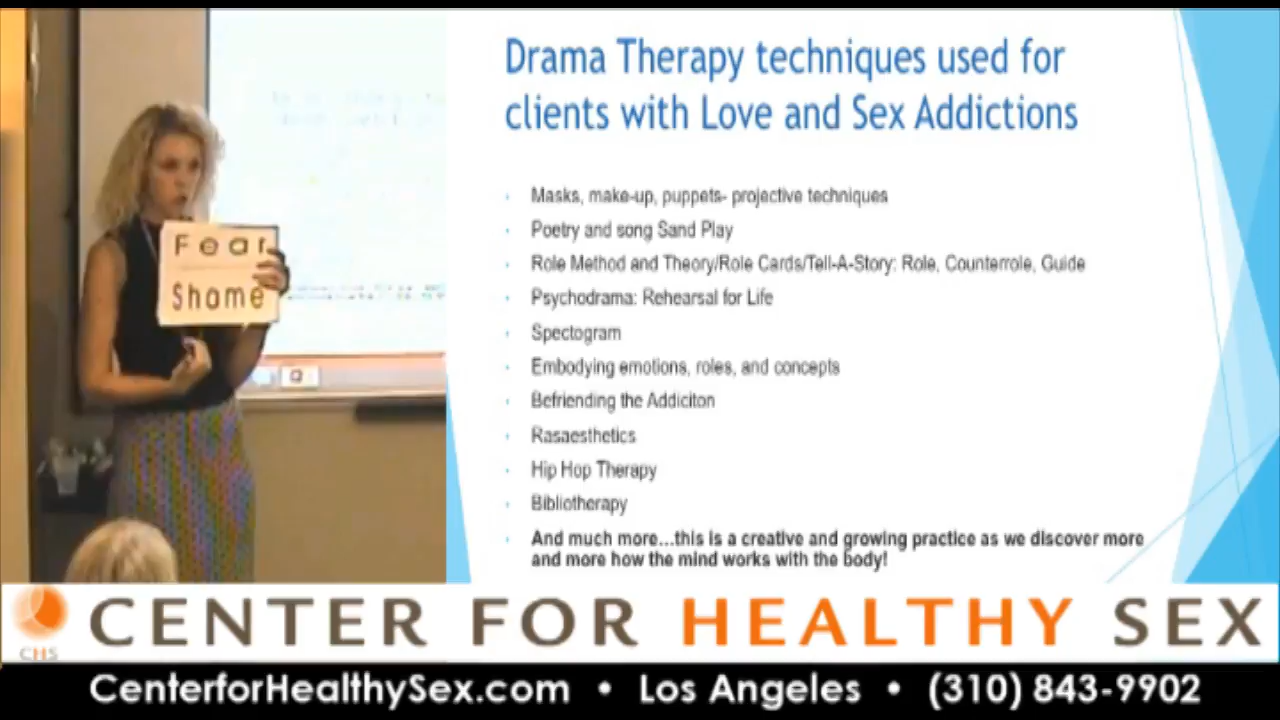 Drama Therapy techniques used for
clients with Love and Sex Addictions
Fear
Shame
Masks, make-up, puppets- projective techniques
Poetry and song Sand Play
Role Method and Theory/Role Cards/Tell-A-Story: Role, Counterrole, Guide
Psychodrama: Rehearsal for Life
Spectogram
Embodying emotions, roles, and concepts
Befriending the Addiciton
Rasaesthetics
Hip Hop Therapy
Bibliotherapy
And much more...this is a creative and growing practice as we discover more
and more how the mind works with the body!
CENTER FOR HEALTHY SEX
CHS
CenterforHealthySex.com • Los Angeles • (310) 843-9902